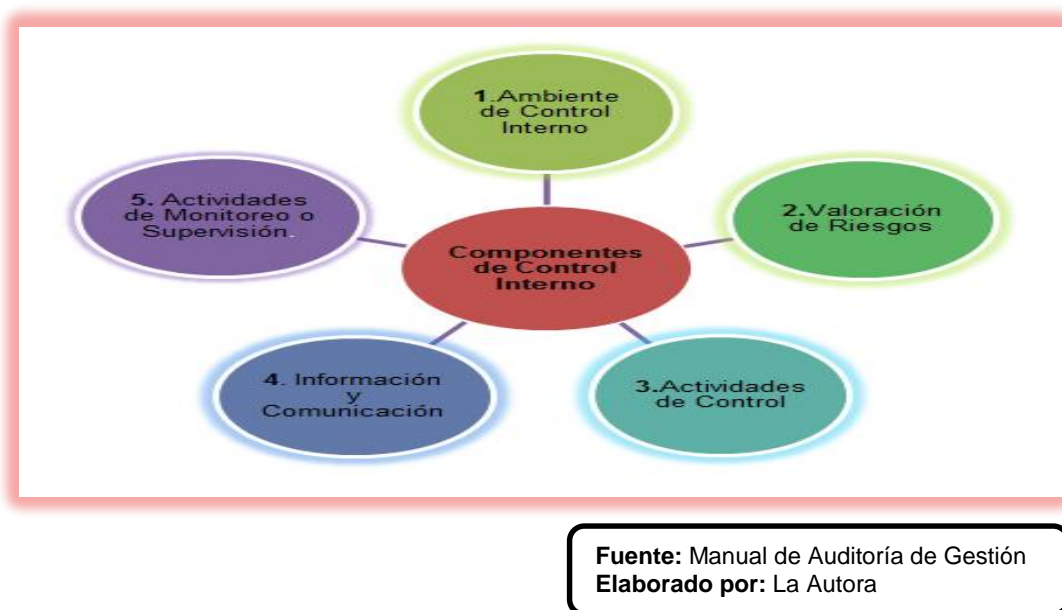 1.Ambiente
de Control
Interno
2.Valoración
de Riesgos
3.Actividades
de Control
4. Información
y
Comunicación
5. Actividades
de Monitoreo o
Supervisión.
Componentes
de Control
Interno
Fuente: Manual de Auditoría de Gestión
Elaborado por: La Autora